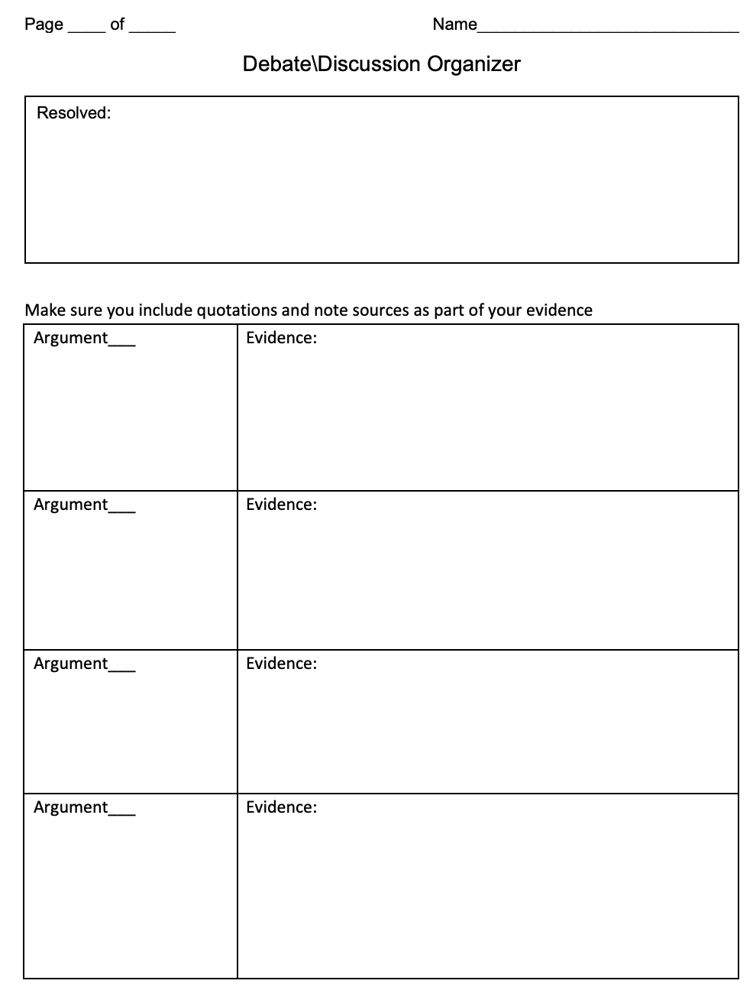 Page ____ of _____ Name____________________________
Debate\Discussion Organizer
Resolved:
Make sure you include quotations and note sources as part of your evidence
Argument___ Evidence:
Argument___ Evidence:
Argument___ Evidence:
Argument___ Evidence: